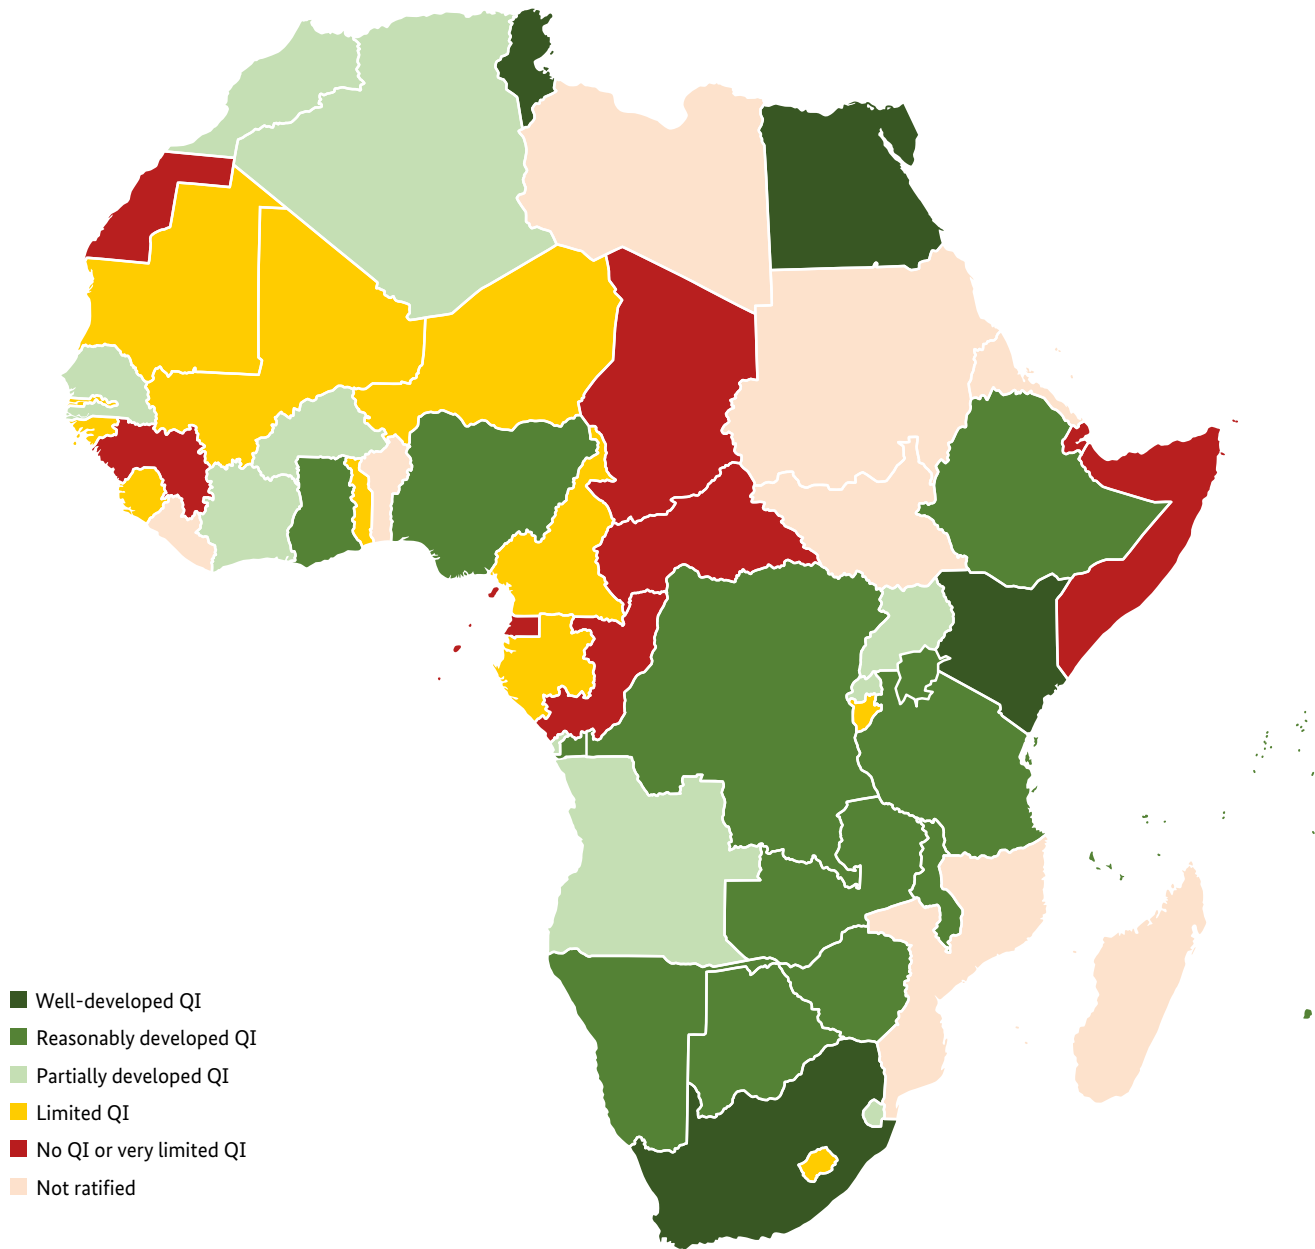 Well-developed QI
Reasonably developed QI
Partially developed QI
Limited QI
No QI or very limited QI
Not ratified